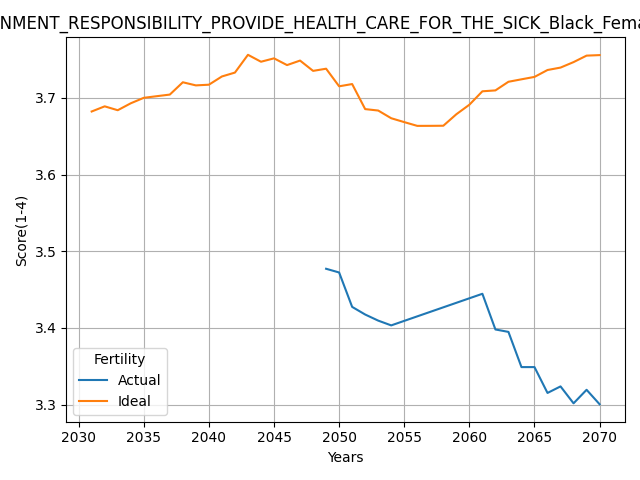 NMENT_RESPONSIBILITY_PROVIDE_HEALTH_CARE_FOR_THE_SICK_Black_Fema
3.7
3.6
3.5
3.4
3.3
Score(1-4)
Fertility
Actual
Ideal
2030 2035 2040 2045 2050 2055 2060 2065 2070
Years